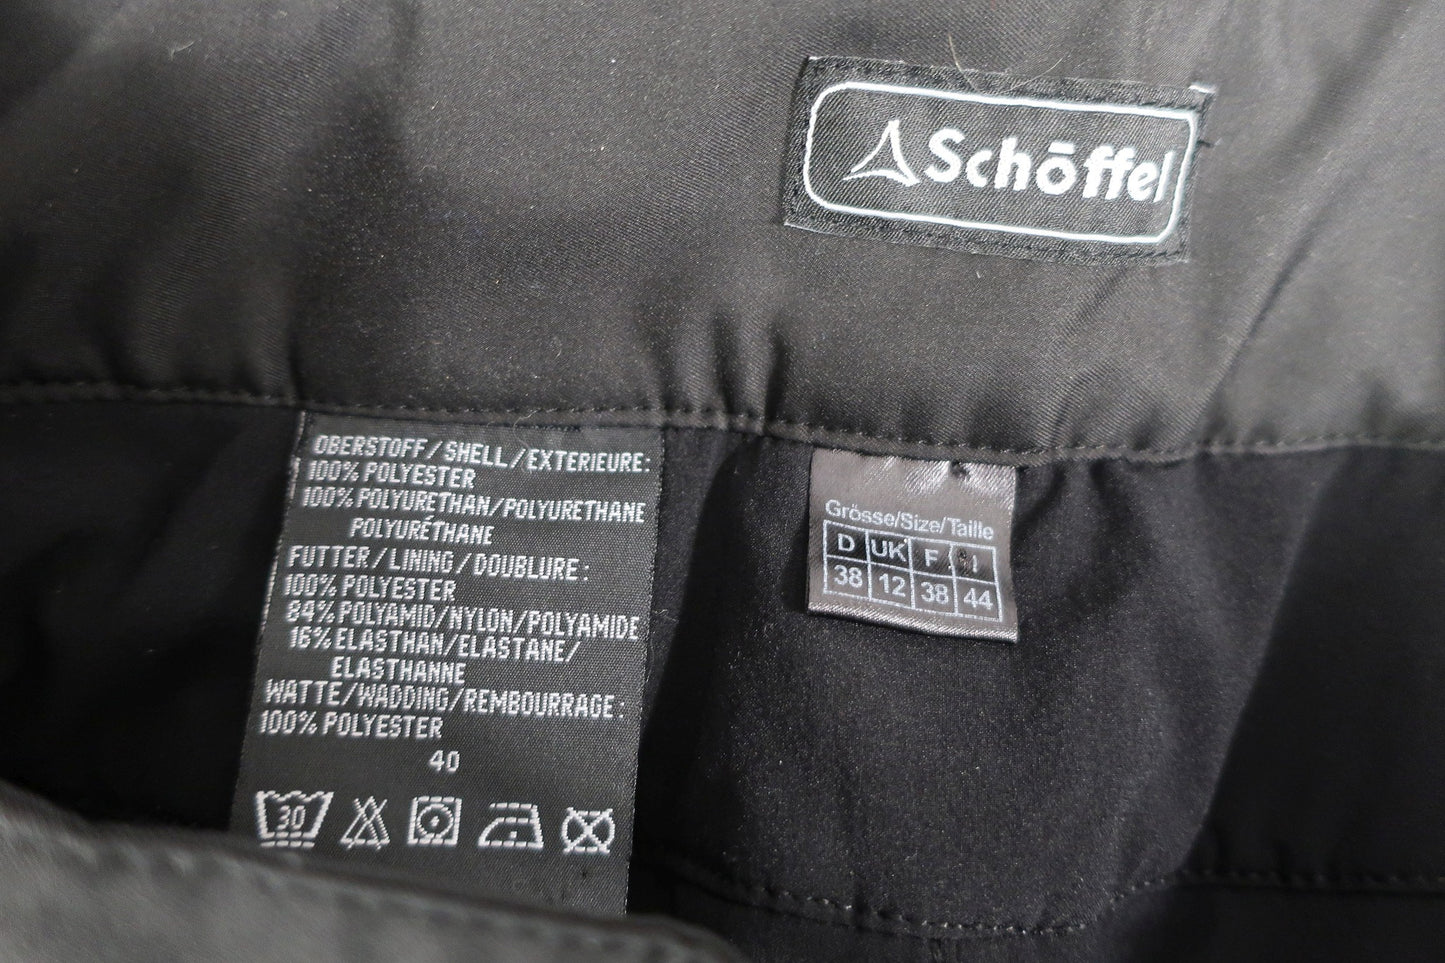 Schöffel
OBERSTOFF/SHELL/EXTERIEURE:
100% POLYESTER
100% POLYURETHAN/POLYURETHANE
POLYURÉTHANE
FUTTER/LINING/DOUBLURE:
100% POLYESTER
84% POLYAMID/NYLON/POLYAMIDE
16% ELASTHAN/ELASTANE/
ELASTHANNE
WATTE/WADDING/REMBOURRAGE:
100% POLYESTER
40
30
Grösse/Size/Taille
D UK F I
38 12 38 44